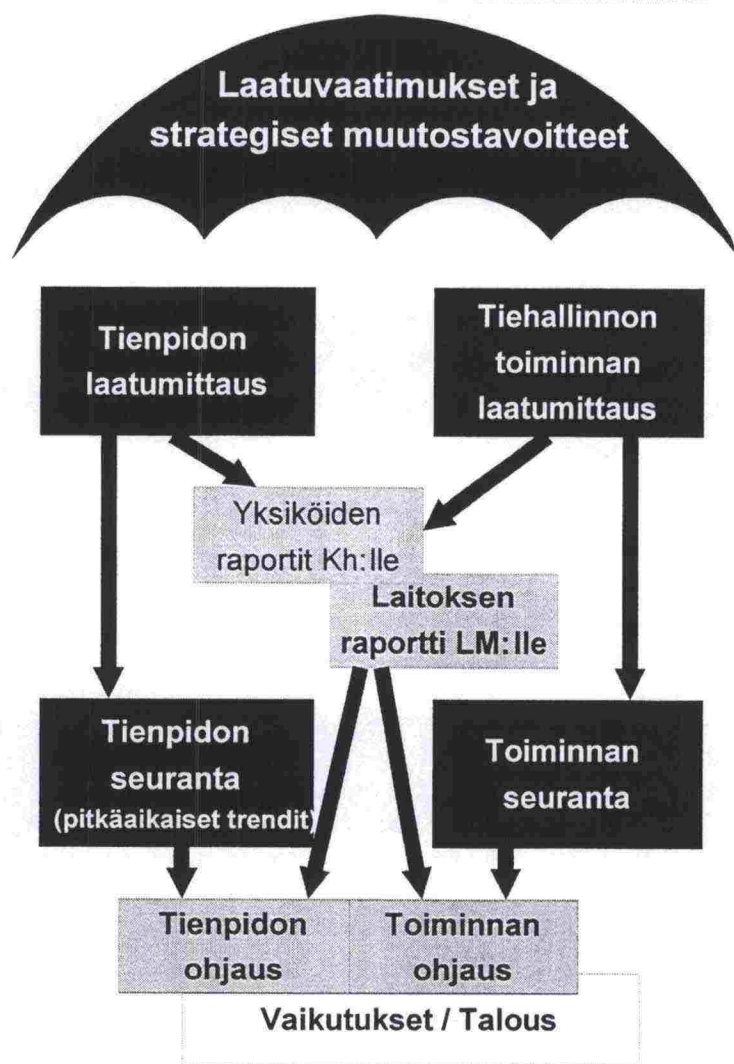 Laatuvaatimukset ja
strategiset muutostavoitteet
Tienpidon
laatumittaus
Tiehallinnon
toiminnan
laatumittaus
Yksiköiden
raportit Kh:lle
Laitoksen
raportti LM:lle
Tienpidon
seuranta
(pitkäaikaiset trendit)
Toiminnan
seuranta
Tienpidon
ohjaus
Toiminnan
ohjaus
Vaikutukset / Talous